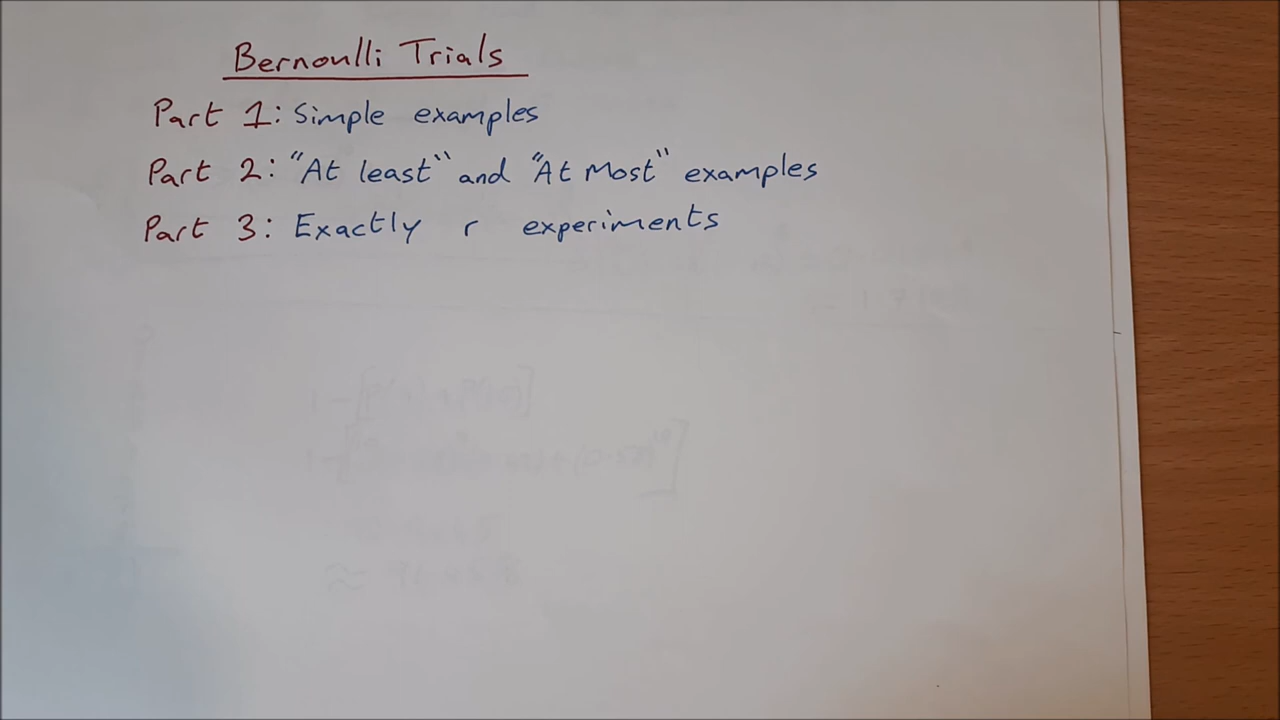 Bernoulli Trials
Part 1: Simple examples
Part 2: "At least" and "At Most" examples
Part 3: Exactly r experiments